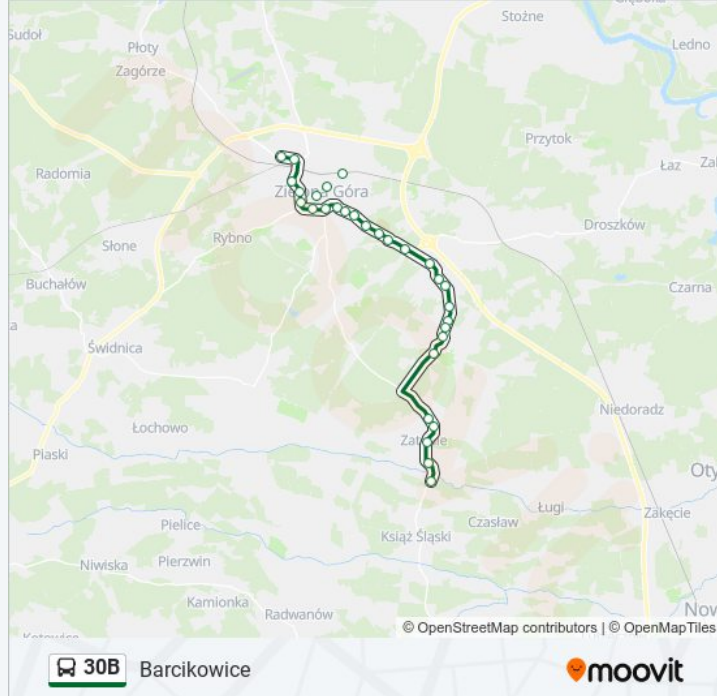 Stożne
Sudoł
Płoty
Ledno
Zagórze
Przytok
Łaz
Radomia
Zielona Góra
Droszków
Słone
Rybno
Buchałów
Czarna
Świdnica
Niedoradz
Łochowo
Zatonie
Piaski
Oty
Ługi
Zakęcie
Czasław
Pielice
Książ Śląski
Niwiska
Pierzwin
Kamionka
Radwanów
Now
© OpenStreetMap contributors | © OpenMapTiles
30B Barcikowice
moovit